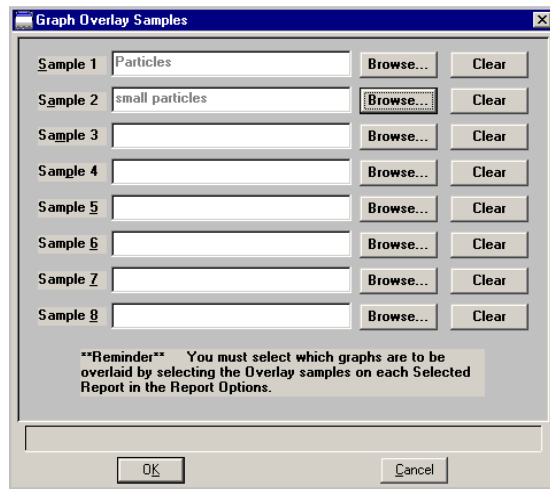 Graph Overlay Samples
Sample 1 Particles Browse... Clear
Sample 2 small particles Browse... Clear
Sample 3 Browse... Clear
Sample 4 Browse... Clear
Sample 5 Browse... Clear
Sample 6 Browse... Clear
Sample 7 Browse... Clear
Sample 8 Browse... Clear
**Reminder** You must select which graphs are to be
overlaid by selecting the Overlay samples on each Selected
Report in the Report Options.
OK Cancel